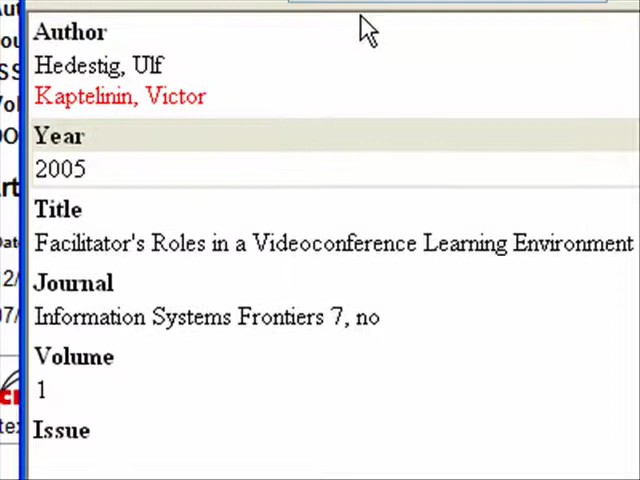 Author
Hedestig, Ulf
Kaptelinin, Victor
Year
2005
Title
Facilitator's Roles in a Videoconference Learning Environment
Journal
Information Systems Frontiers 7, no
Volume
1
Issue